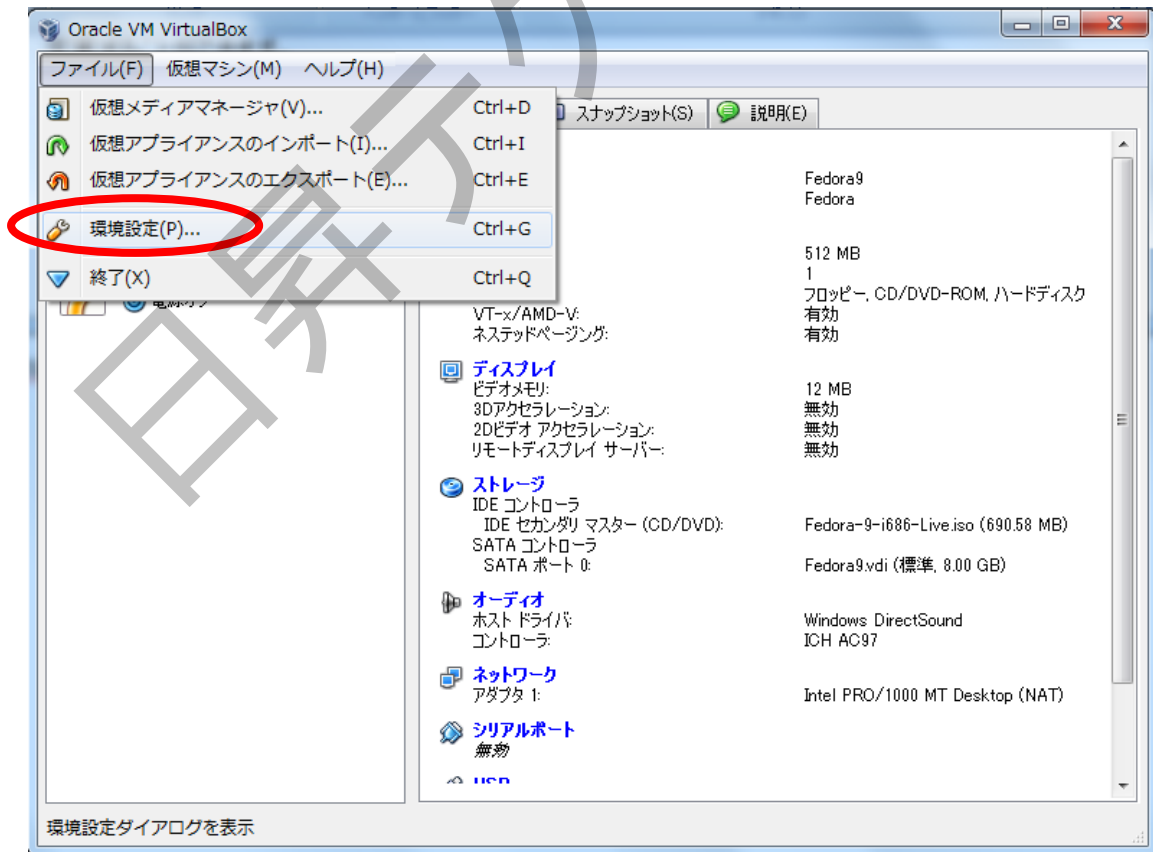 Oracle VM VirtualBox
ファイル(F) 仮想マシン(M) ヘルプ(H)
仮想メディアマネージャ(V)... Ctrl+D
仮想アプライアンスのインポート(I)... Ctrl+I
仮想アプライアンスのエクスポート(E)... Ctrl+E
環境設定(P)... Ctrl+G
終了(X) Ctrl+Q
スナップショット(S) 説明(E)
Fedora9
Fedora
512 MB
1
フロッピー, CD/DVD-ROM, ハードディスク
VT-x/AMD-V: 有効
ネステッドページング: 有効
ディスプレイ
ビデオメモリ: 12 MB
3Dアクセラレーション: 無効
2Dビデオ アクセラレーション: 無効
リモートディスプレイ サーバー: 無効
ストレージ
IDE コントローラ
IDE セカンダリ マスター (CD/DVD): Fedora-9-i686-Live.iso (690.58 MB)
SATA コントローラ
SATA ポート 0: Fedora9.vdi (標準, 8.00 GB)
オーディオ
ホスト ドライバ: Windows DirectSound
コントローラ: ICH AC97
ネットワーク
アダプタ 1: Intel PRO/1000 MT Desktop (NAT)
シリアルポート
無効
環境設定ダイアログを表示